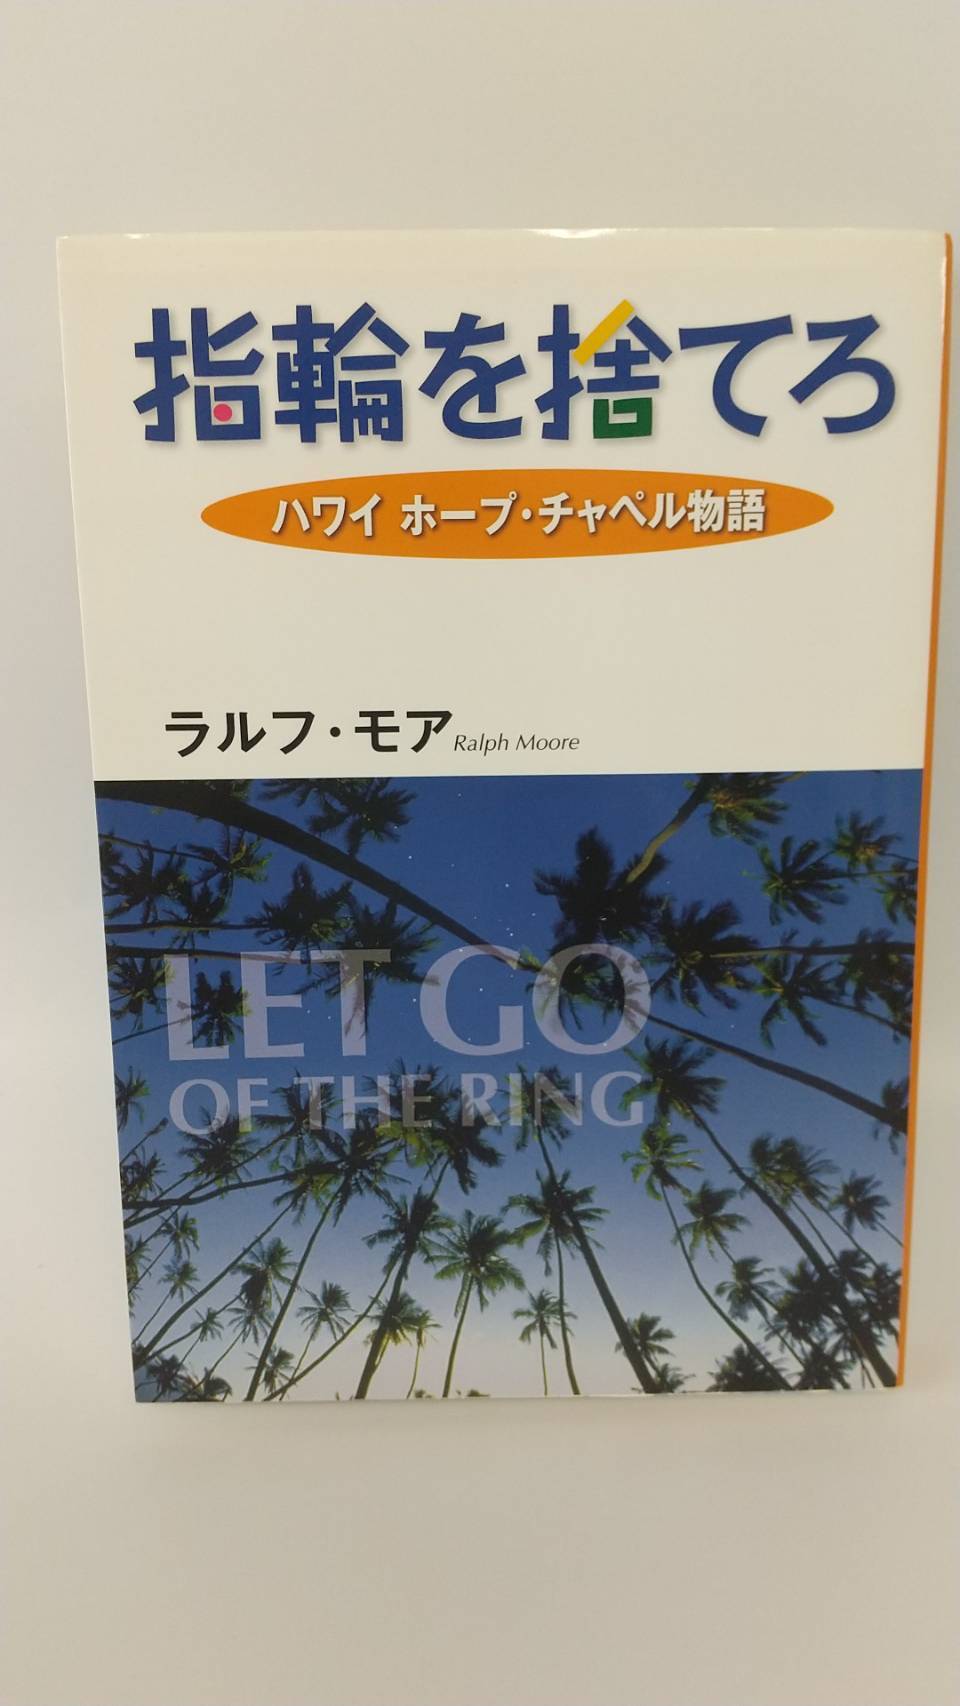 指輪を捨てろ
ハワイ ホープ・チャペル物語
ラルフ・モア Ralph Moore
LET GO
OF THE RING